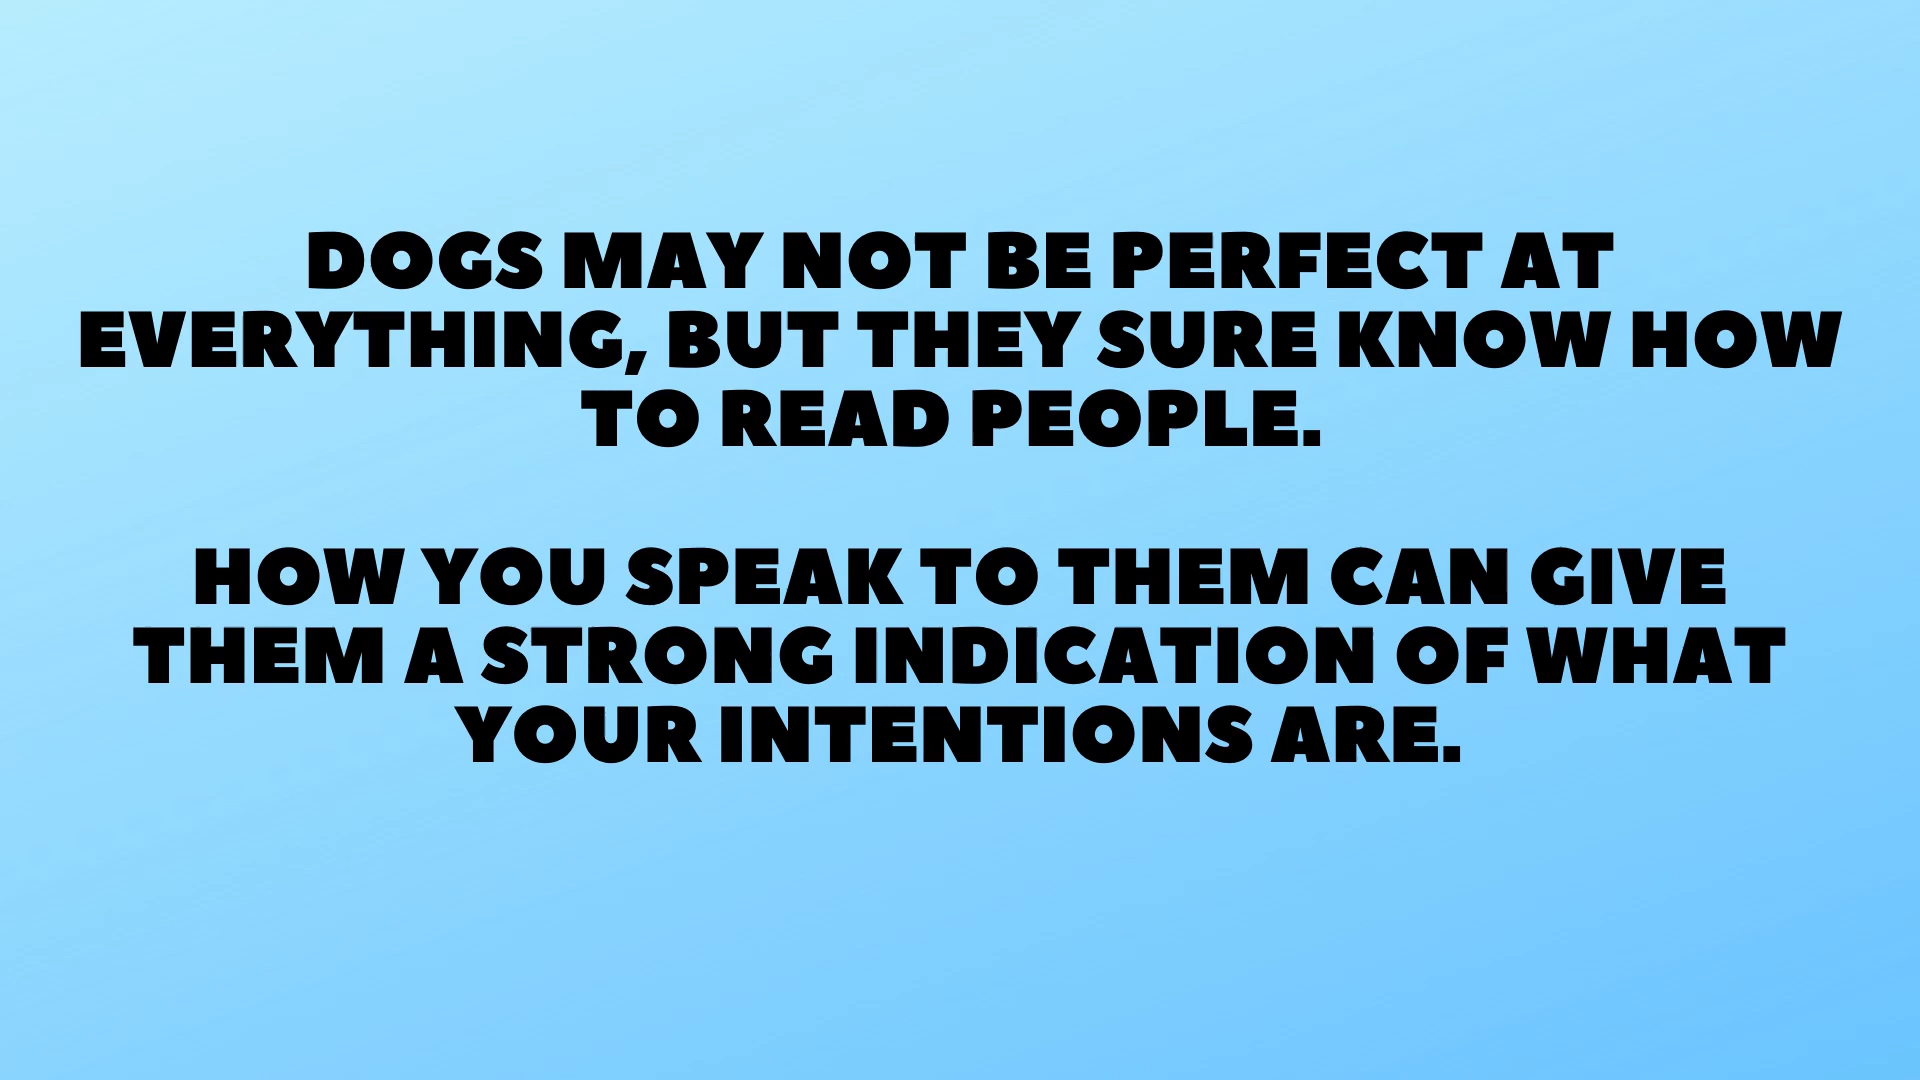 DOGS MAY NOT BE PERFECT AT
EVERYTHING, BUT THEY SURE KNOW HOW
TO READ PEOPLE.
HOW YOU SPEAK TO THEM CAN GIVE
THEM A STRONG INDICATION OF WHAT
YOUR INTENTIONS ARE.